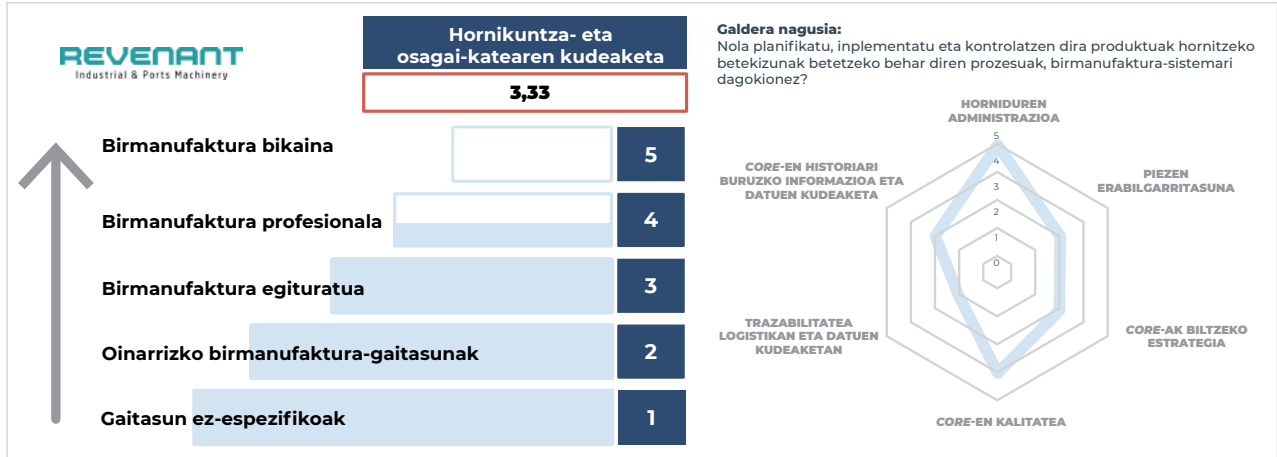 REVENANT
Industrial & Ports Machinery
Hornikuntza- eta
osagai-katearen kudeaketa
3,33
Birmanufaktura bikaina
5
Birmanufaktura profesionala
4
Birmanufaktura egituratua
3
Oinarrizko birmanufaktura-gaitasunak
2
Gaitasun ez-espezifikoak
1
Galdera nagusia:
Nola planifikatu, inplementatu eta kontrolatzen dira produktuak hornitzeko
betekizunak betetzeko behar diren prozesuak, birmanufaktura-sistemari
dagokionez?
HORNIDUREN
ADMINISTRAZIOA
5
4
3
2
1
0
CORE-EN HISTORIARI
BURUZKO INFORMAZIOA ETA
DATUEN KUDEAKETA
PIEZEN
ERABILGARRITASUNA
TRAZABILITATEA
LOGISTIKAN ETA DATUEN
KUDEAKETAN
CORE-AK BILTZEKO
ESTRATEGIA
CORE-EN KALITATEA